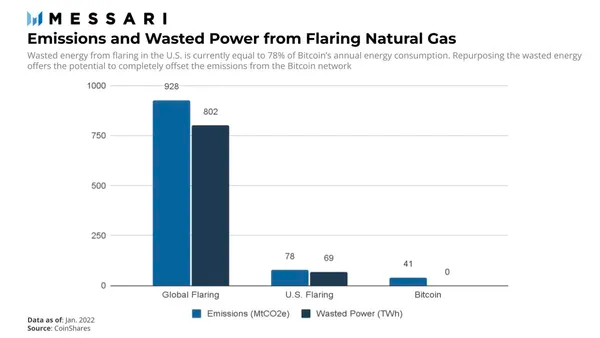 MESSARI
Emissions and Wasted Power from Flaring Natural Gas
Wasted energy from flaring in the U.S. is currently equal to 78% of Bitcoin's annual energy consumption. Repurposing the wasted energy
offers the potential to completely offset the emissions from the Bitcoin network
1000
750
500
250
0
928
802
78
69
41
0
Global Flaring
U.S. Flaring
Bitcoin
Emissions (MtCO2e)
Wasted Power (TWh)
Data as of: Jan. 2022
Source: CoinShares